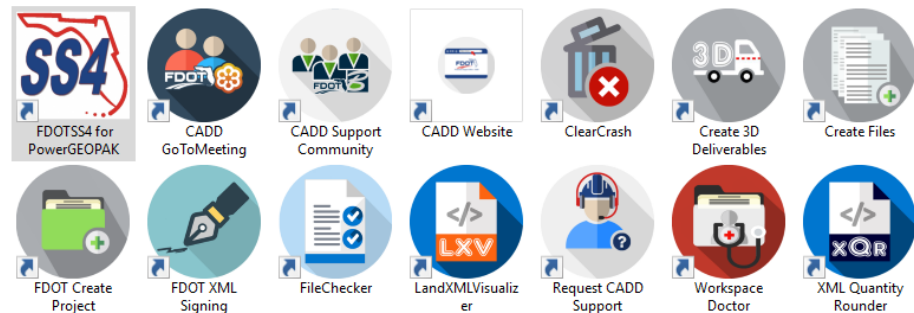 SS4
FDOT
FDOT
FDOT
3D
FDOTSS4 for
PowerGEOPAK
CADD
GoToMeeting
CADD Support
Community
CADD Website
ClearCrash
Create 3D
Deliverables
Create Files
</>
LXV
?
</>
XQR
FDOT Create
Project
FDOT XML
Signing
FileChecker
LandXMLVisualiz
er
Request CADD
Support
Workspace
Doctor
XML Quantity
Rounder